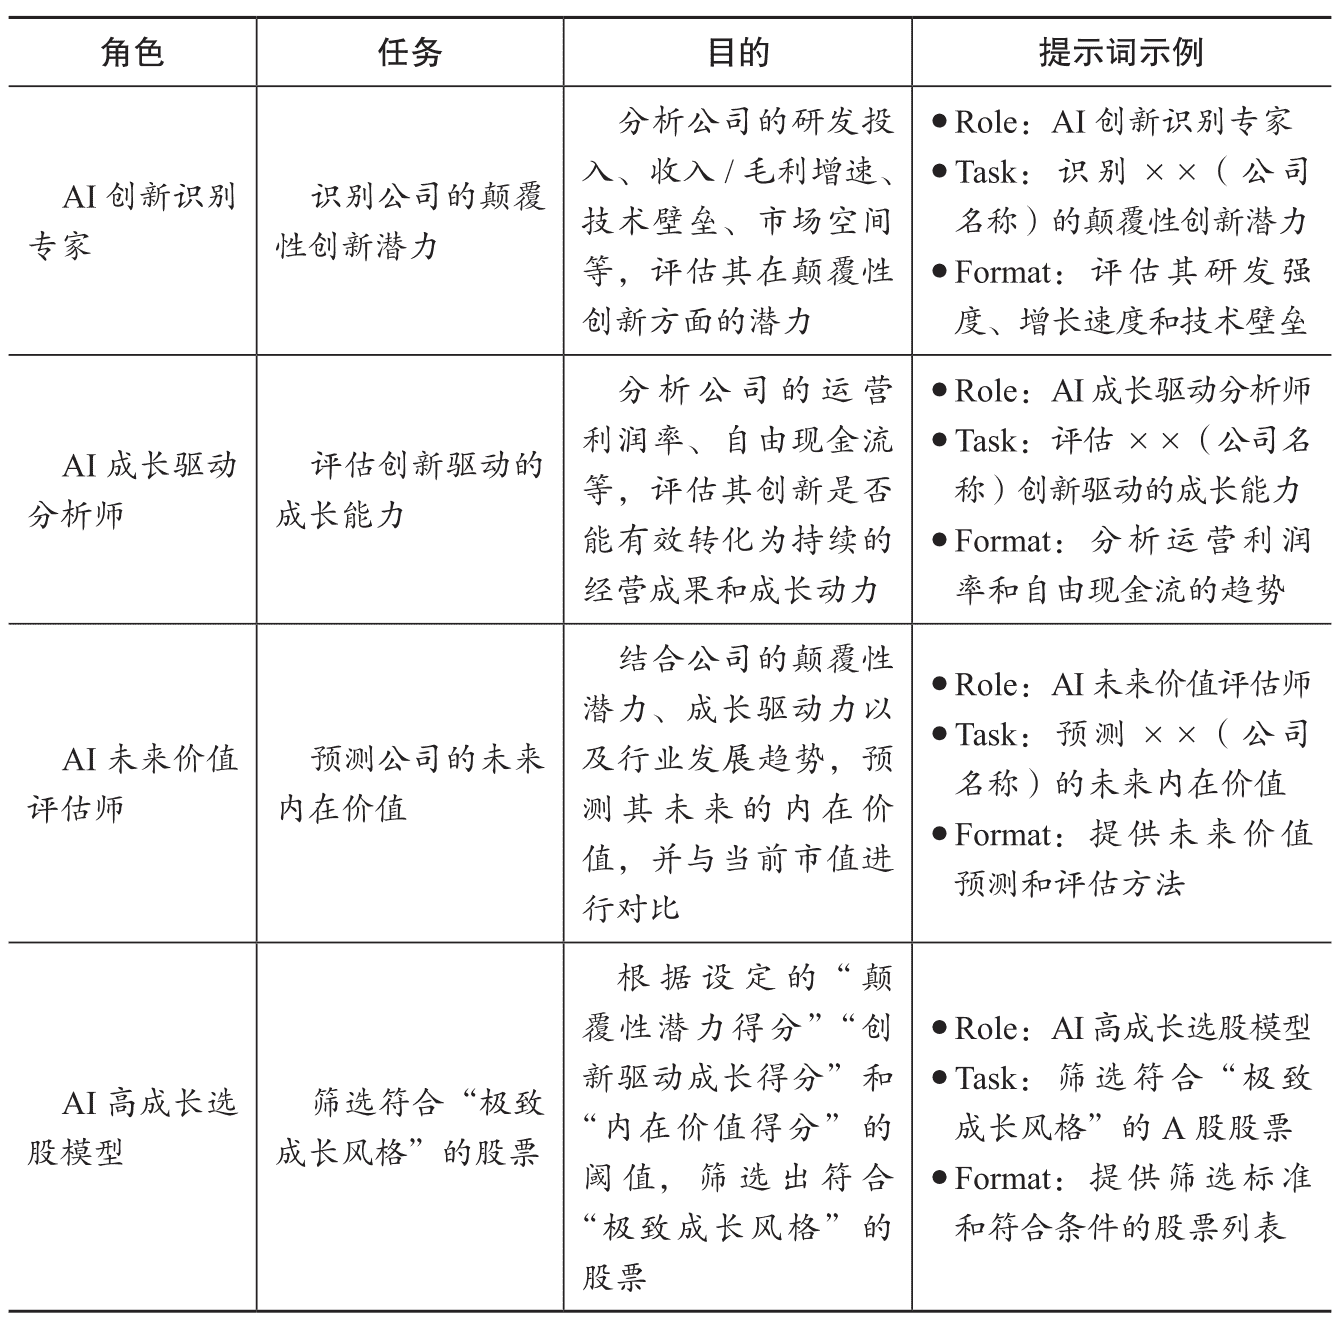 角色
任务
目的
提示词示例
AI 创新识别
专家
识别公司的颠覆
性创新潜力
分析公司的研发投
入、收入 / 毛利增速、
技术壁垒、市场空间
等，评估其在颠覆性
创新方面的潜力
● Role：AI 创新识别专家
● Task：识别 ××（公司
名称）的颠覆性创新潜力
● Format：评估其研发强
度、增长速度和技术壁垒
AI 成长驱动
分析师
评估创新驱动的
成长能力
分析公司的运营
利润率、自由现金流
等，评估其创新是否
能有效转化为持续的
经营成果和成长动力
● Role：AI 成长驱动分析师
● Task：评估 ××（公司名
称）创新驱动的成长能力
● Format：分析运营利润
率和自由现金流的趋势
AI 未来价值
评估师
预测公司的未来
内在价值
结合公司的颠覆性
潜力、成长驱动力以
及行业发展趋势，预
测其未来的内在价
值，并与当前市值进
行对比
● Role：AI 未来价值评估师
● Task：预测 ××（公司
名称）的未来内在价值
● Format：提供未来价值
预测和评估方法
AI 高成长选
股模型
筛选符合“极致
成长风格”的股票
根据设定的“颠
覆性潜力得分”“创
新驱动成长得分”和
“内在价值得分”的
阈值，筛选出符合
“极致成长风格”的
股票
● Role：AI 高成长选股模型
● Task：筛选符合“极致
成长风格”的 A 股股票
● Format：提供筛选标准
和符合条件的股票列表